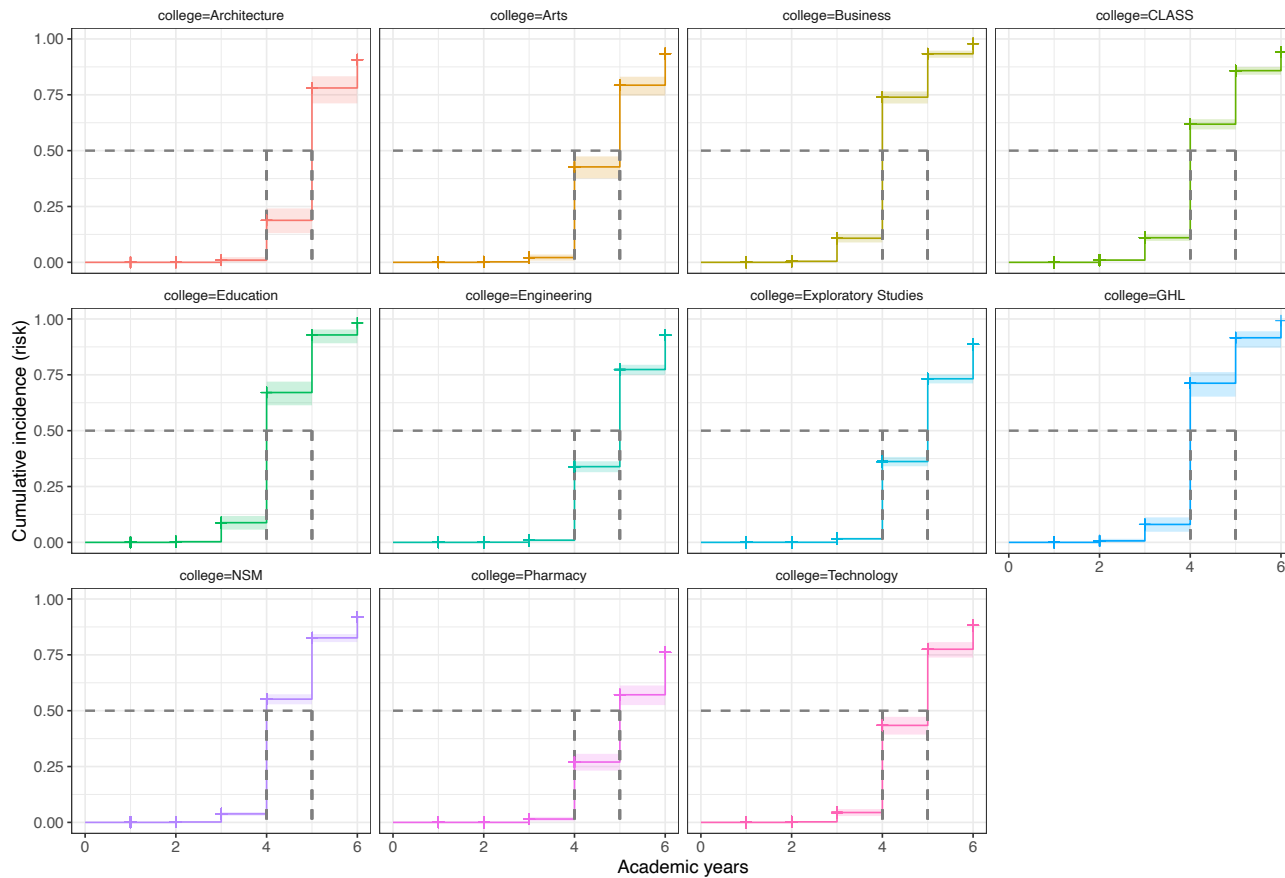 college=Architecture
college=Arts
college=Business
college=CLASS
1.00
0.75
0.50
0.25
0.00
college=Education
college=Engineering
college=Exploratory Studies
college=GHL
1.00
0.75
0.50
0.25
0.00
0 2 4 6
college=NSM
college=Pharmacy
college=Technology
1.00
0.75
0.50
0.25
0.00
0 2 4 6
0 2 4 6
0 2 4 6
Cumulative incidence (risk)
Academic years